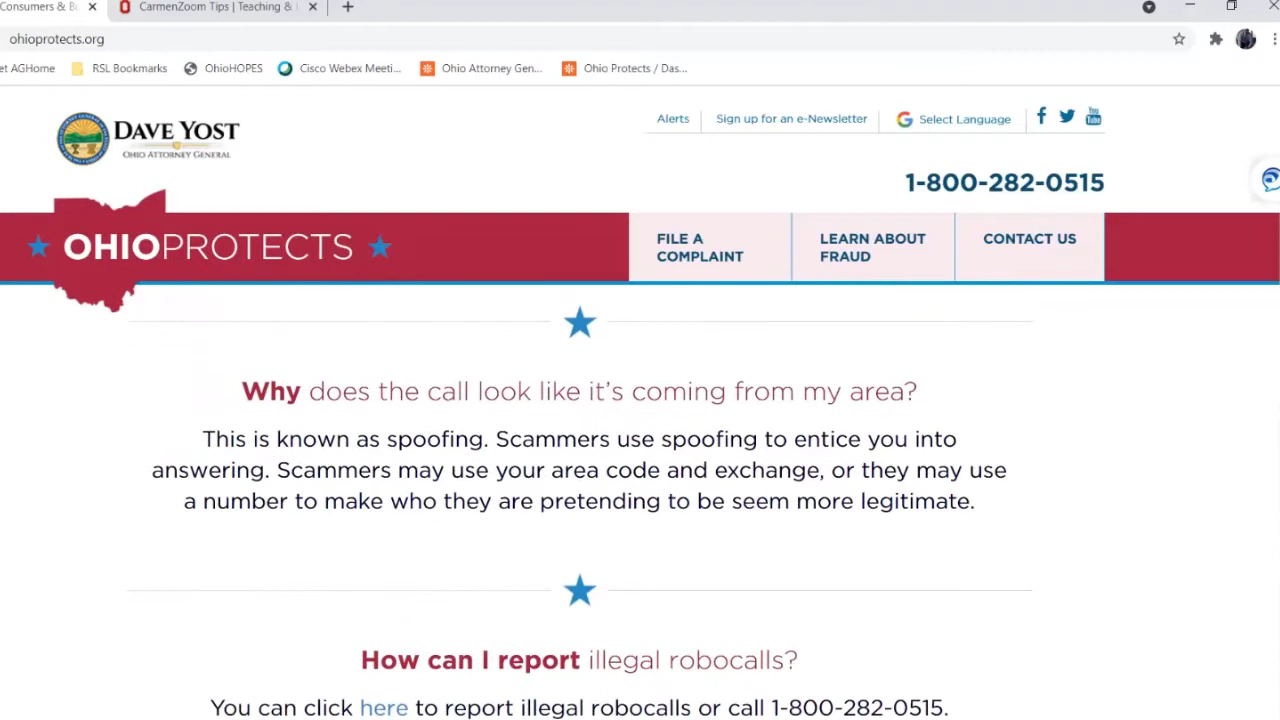 Consumers & B
CarmenZoom Tips | Teaching &
ohioprotects.org
et AGHome RSL Bookmarks OhioHOPES Cisco Webex Meeti... Ohio Attorney Gen... Ohio Protects / Das...
DAVE YOST
OHIO ATTORNEY GENERAL
Alerts Sign up for an e-Newsletter Select Language
1-800-282-0515
OHIOPROTECTS
FILE A
COMPLAINT
LEARN ABOUT
FRAUD
CONTACT US
Why does the call look like it's coming from my area?
This is known as spoofing. Scammers use spoofing to entice you into
answering. Scammers may use your area code and exchange, or they may use
a number to make who they are pretending to be seem more legitimate.
How can I report illegal robocalls?
You can click here to report illegal robocalls or call 1-800-282-0515.